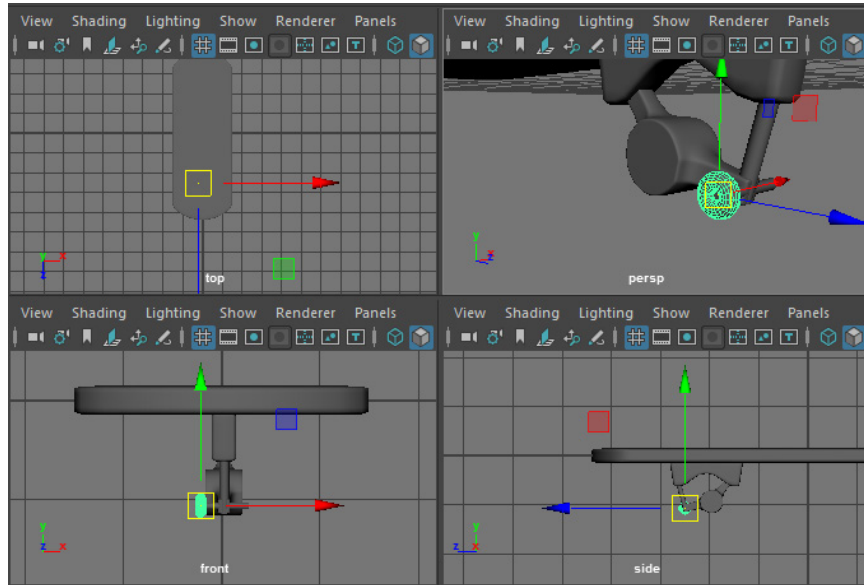 View Shading Lighting Show Renderer Panels
y x
z
top
View Shading Lighting Show Renderer Panels
y
z
x
persp
View Shading Lighting Show Renderer Panels
y
z x
front
View Shading Lighting Show Renderer Panels
y
z x
side